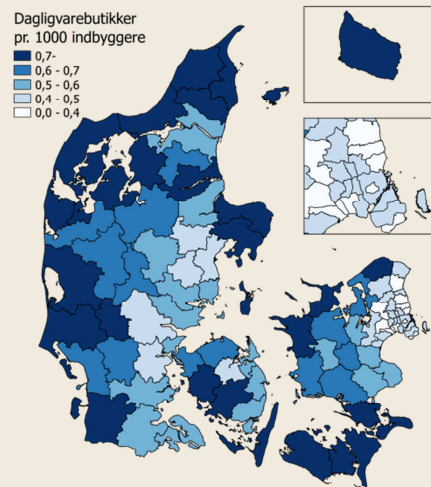 Dagligvarebutikker
pr. 1000 indbyggere
0,7-
0,6 - 0,7
0,5 - 0,6
0,4 - 0,5
0,0 - 0,4